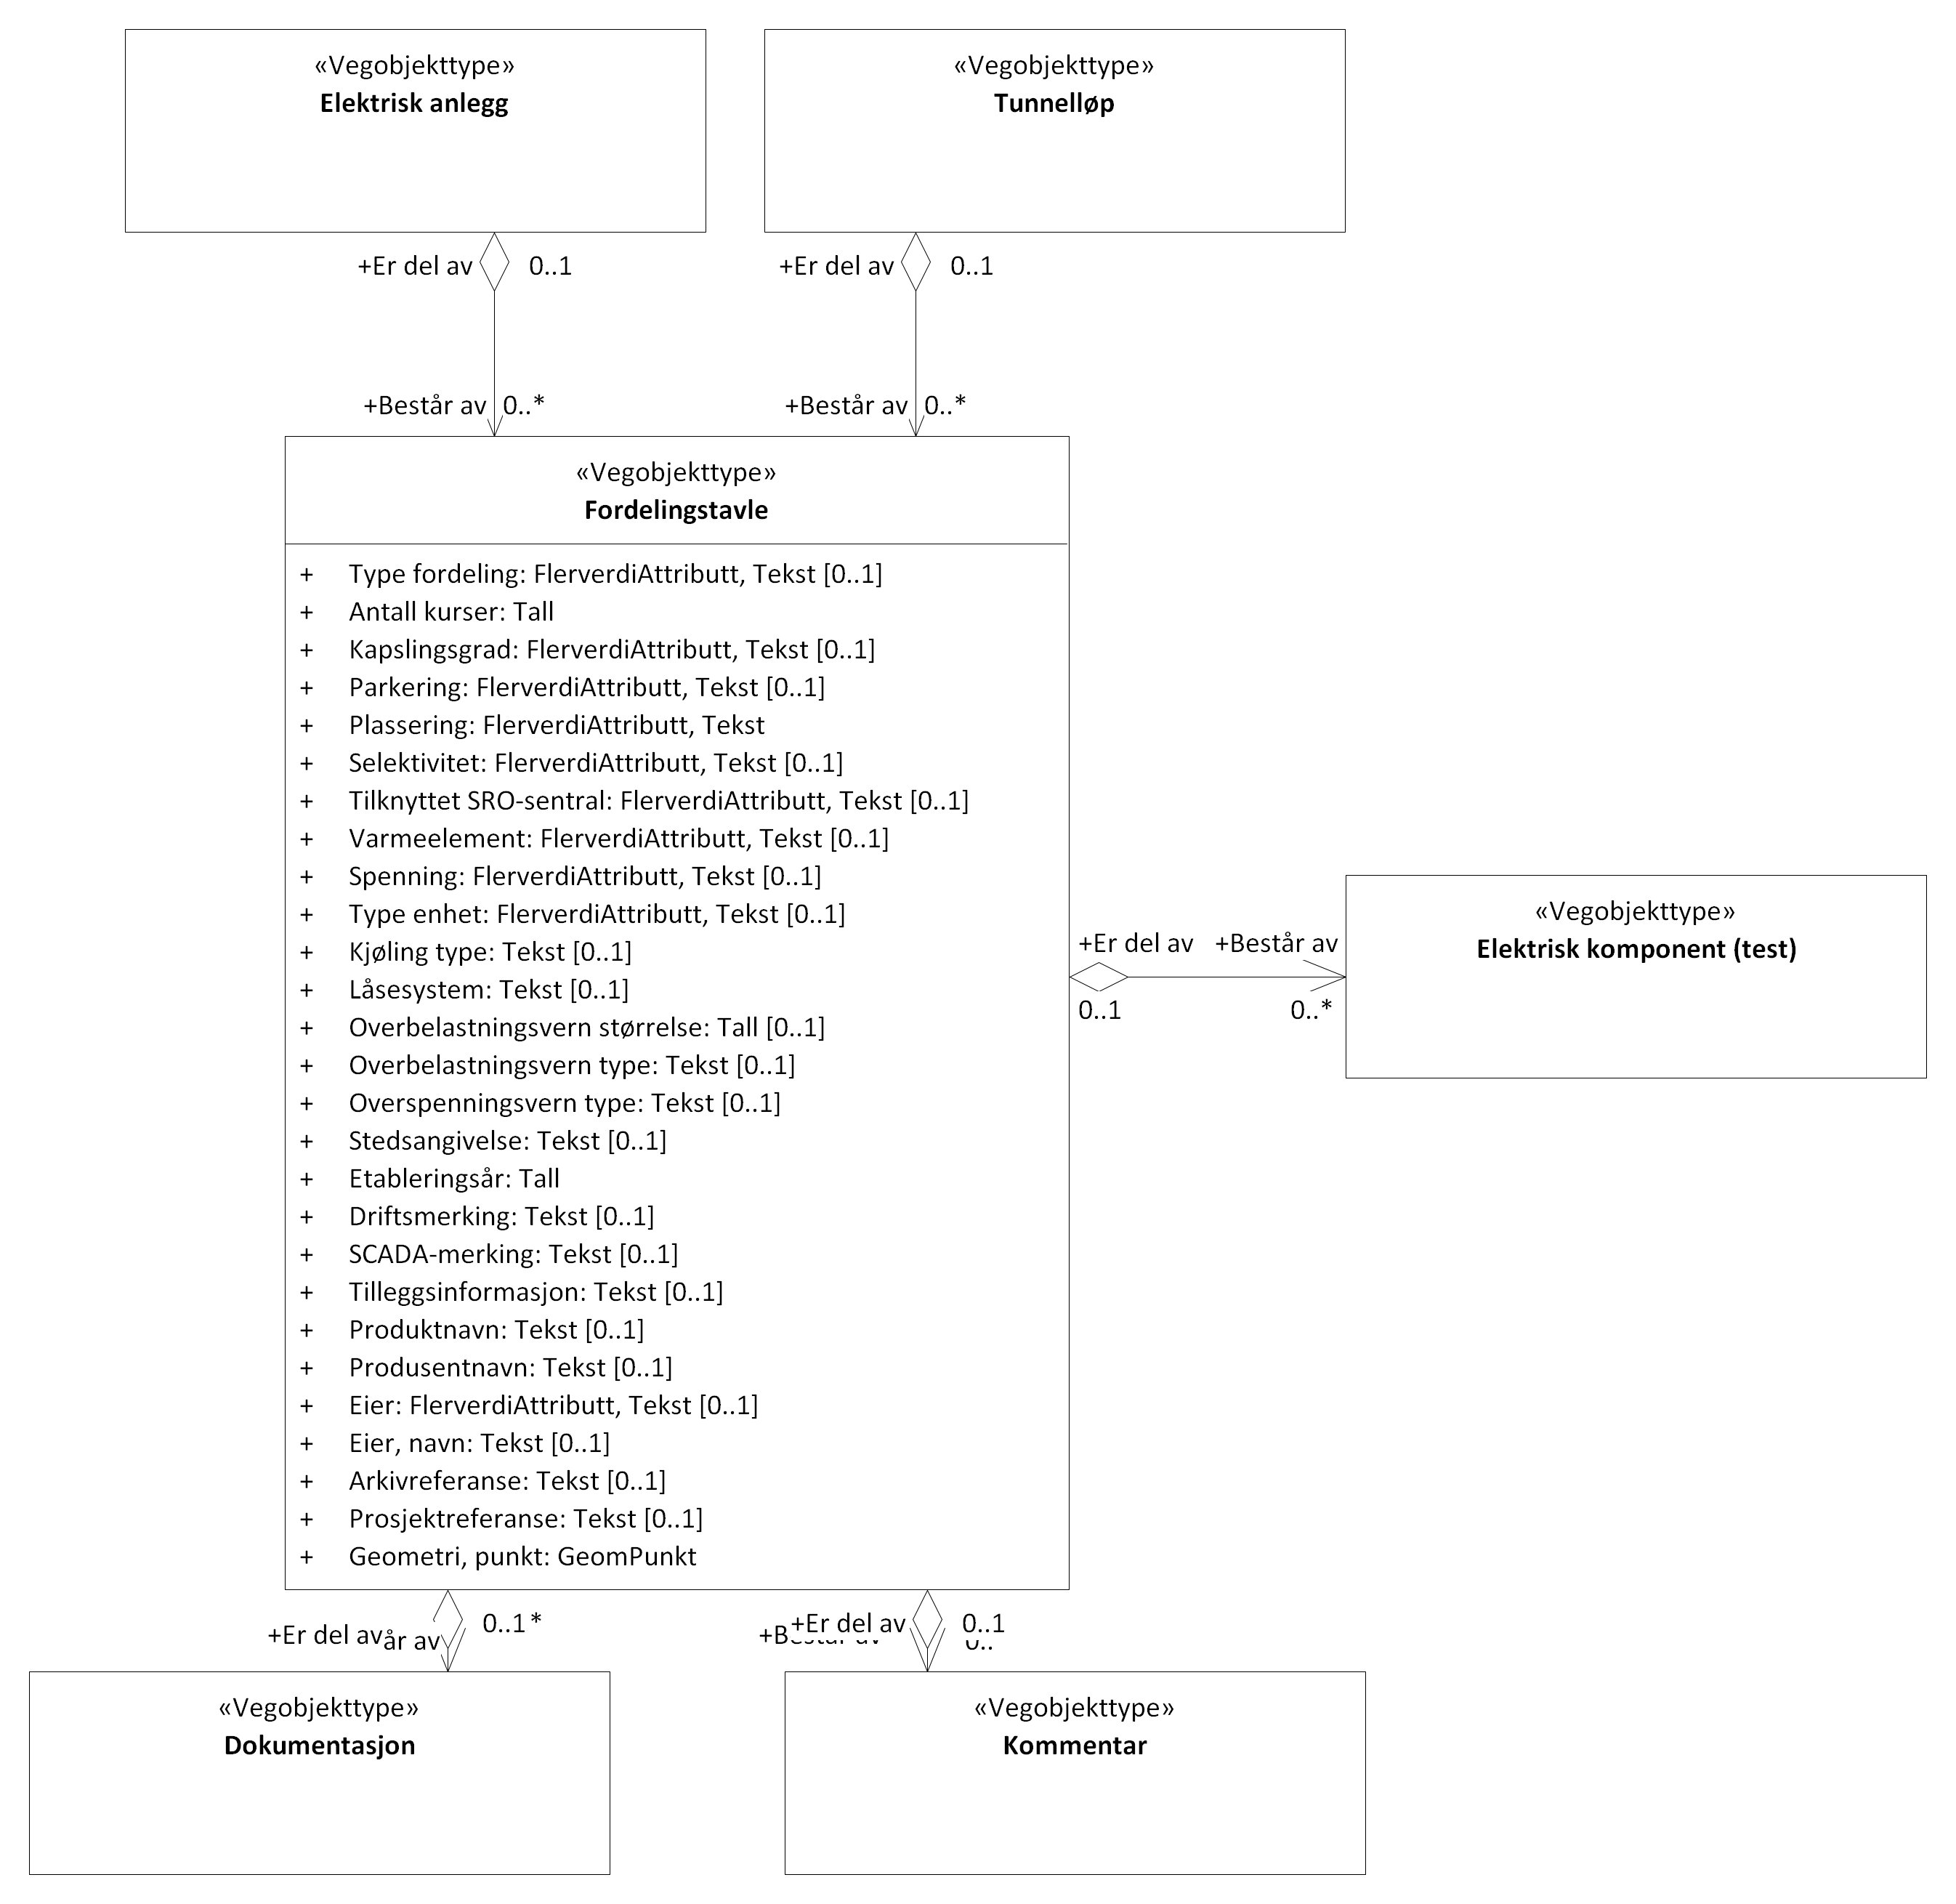 «Vegobjekttype»
Elektrisk anlegg
«Vegobjekttype»
Tunnelløp
+Er del av 0..1
+Er del av 0..1
+Består av 0..*
+Består av 0..*
«Vegobjekttype»
Fordelingstavle
+ Type fordeling: FlerverdiAttributt, Tekst [0..1]
+ Antall kurser: Tall
+ Kapslingsgrad: FlerverdiAttributt, Tekst [0..1]
+ Parkering: FlerverdiAttributt, Tekst [0..1]
+ Plassering: FlerverdiAttributt, Tekst
+ Selektivitet: FlerverdiAttributt, Tekst [0..1]
+ Tilknyttet SRO-sentral: FlerverdiAttributt, Tekst [0..1]
+ Varmeelement: FlerverdiAttributt, Tekst [0..1]
+ Spenning: FlerverdiAttributt, Tekst [0..1]
+ Type enhet: FlerverdiAttributt, Tekst [0..1]
+ Kjøling type: Tekst [0..1]
+ Låsesystem: Tekst [0..1]
+ Overbelastningsvern størrelse: Tall [0..1]
+ Overbelastningsvern type: Tekst [0..1]
+ Overspenningsvern type: Tekst [0..1]
+ Stedsangivelse: Tekst [0..1]
+ Etableringsår: Tall
+ Driftsmerking: Tekst [0..1]
+ SCADA-merking: Tekst [0..1]
+ Tilleggsinformasjon: Tekst [0..1]
+ Produktnavn: Tekst [0..1]
+ Produsentnavn: Tekst [0..1]
+ Eier: FlerverdiAttributt, Tekst [0..1]
+ Eier, navn: Tekst [0..1]
+ Arkivreferanse: Tekst [0..1]
+ Prosjektreferanse: Tekst [0..1]
+ Geometri, punkt: GeomPunkt
+Er del av +Består av
0..1 0..*
«Vegobjekttype»
Elektrisk komponent (test)
+Er del av år av 0..1 *
+Er del av 0..1
«Vegobjekttype»
Dokumentasjon
«Vegobjekttype»
Kommentar